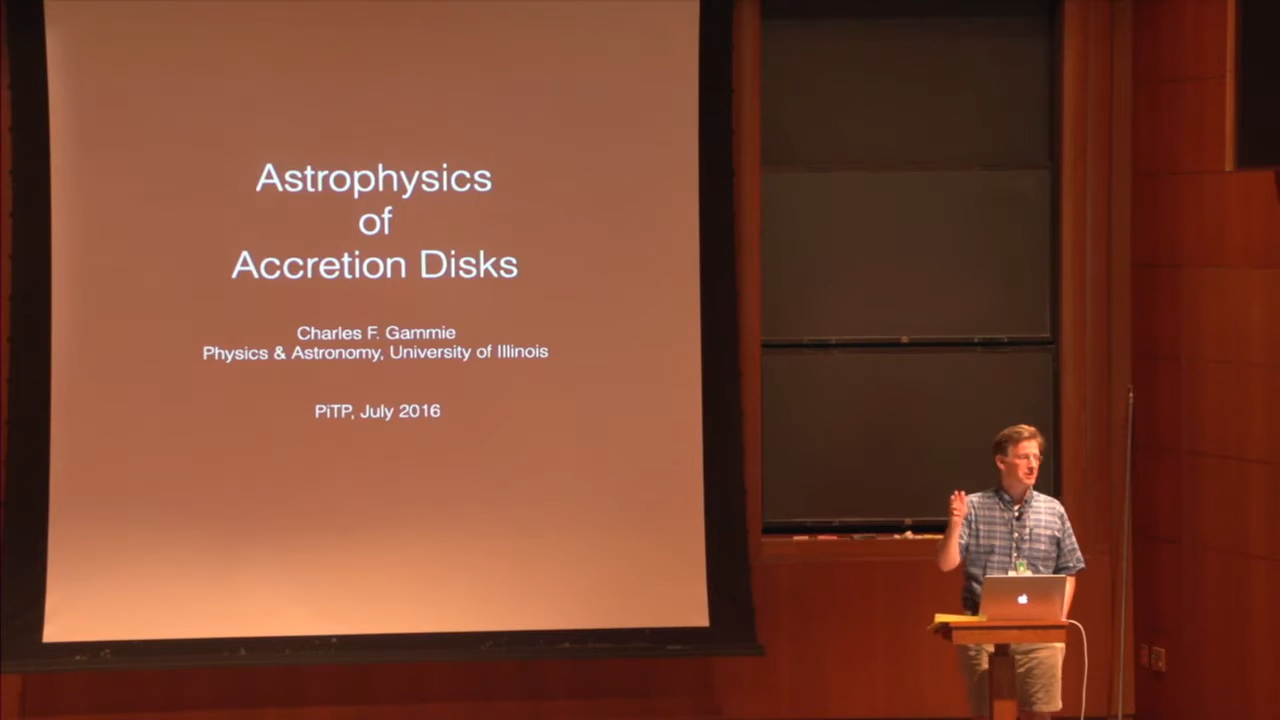 Astrophysics
of
Accretion Disks
Charles F. Gammie
Physics & Astronomy, University of Illinois
PiTP, July 2016